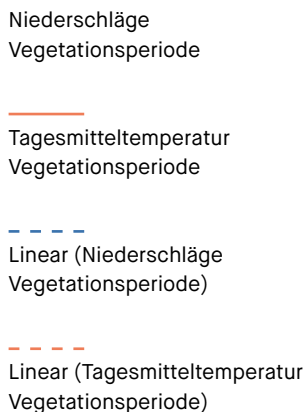 Niederschläge
Vegetationsperiode
Tagesmitteltemperatur
Vegetationsperiode
Linear (Niederschläge
Vegetationsperiode)
Linear (Tagesmitteltemperatur
Vegetationsperiode)